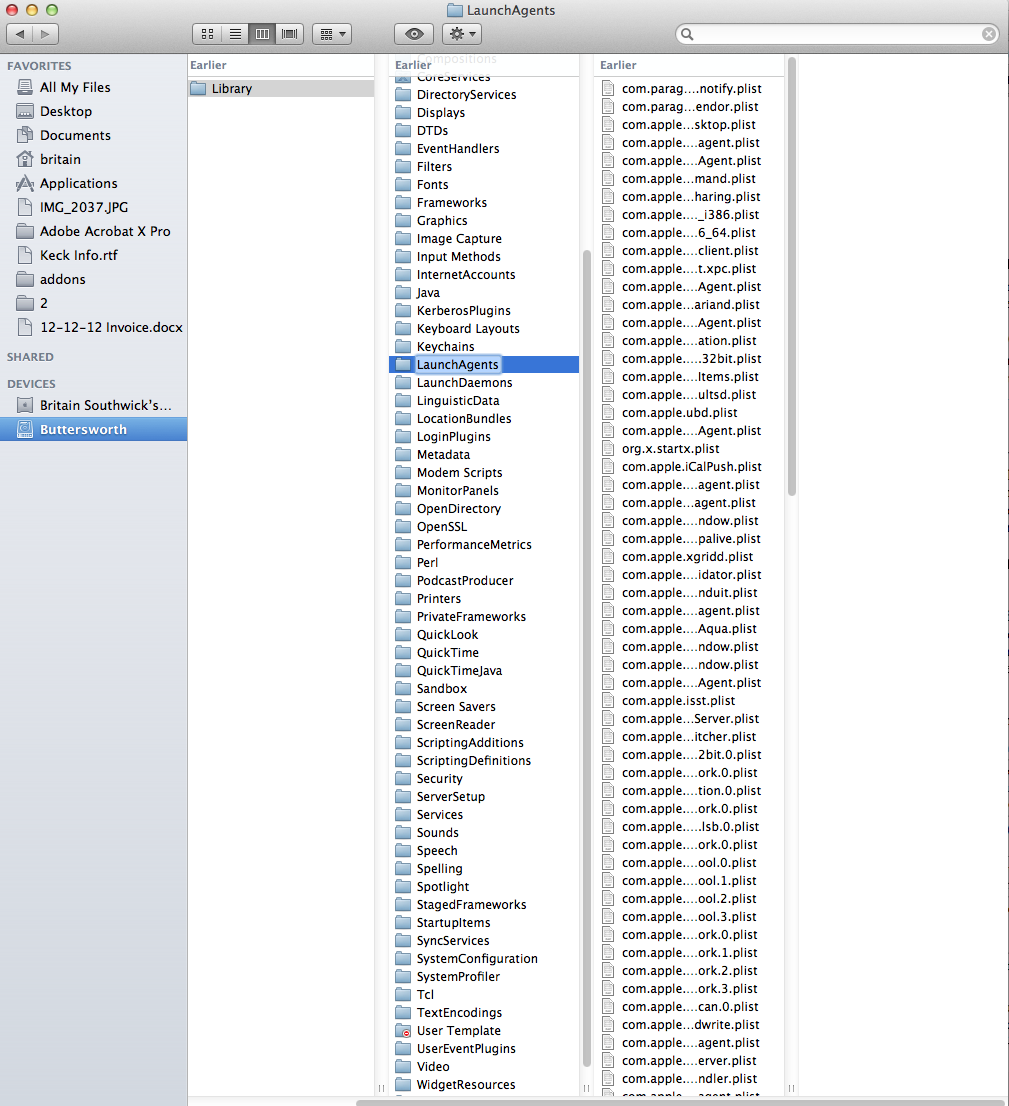 LaunchAgents
FAVORITES
All My Files
Desktop
Documents
britain
Applications
IMG_2037.JPG
Adobe Acrobat X Pro
Keck Info.rtf
addons
2
12-12-12 Invoice.docx
SHARED
DEVICES
Britain Southwick's...
Buttersworth
Earlier
Library
Earlier
Compositions
CoreServices
DirectoryServices
Displays
DTDs
EventHandlers
Filters
Fonts
Frameworks
Graphics
Image Capture
Input Methods
InternetAccounts
Java
KerberosPlugins
Keyboard Layouts
Keychains
LaunchAgents
LaunchDaemons
LinguisticData
LocationBundles
LoginPlugins
Metadata
Modem Scripts
MonitorPanels
OpenDirectory
OpenSSL
PerformanceMetrics
Perl
PodcastProducer
Printers
PrivateFrameworks
QuickLook
QuickTime
QuickTimeJava
Sandbox
Screen Savers
ScreenReader
ScriptingAdditions
ScriptingDefinitions
Security
ServerSetup
Services
Sounds
Speech
Spelling
Spotlight
StagedFrameworks
StartupItems
SyncServices
SystemConfiguration
SystemProfiler
Tcl
TextEncodings
User Template
UserEventPlugins
Video
WidgetResources
Earlier
com.parag....notify.plist
com.parag...endor.plist
com.apple...sktop.plist
com.apple....agent.plist
com.apple....Agent.plist
com.apple....mand.plist
com.apple....haring.plist
com.apple...._i386.plist
com.apple....6_64.plist
com.apple....client.plist
com.apple....t.xpc.plist
com.apple....Agent.plist
com.apple....ariand.plist
com.apple....Agent.plist
com.apple....ation.plist
com.apple.....32bit.plist
com.apple....Items.plist
com.apple....ultsd.plist
com.apple.ubd.plist
com.apple....Agent.plist
org.x.startx.plist
com.apple.iCalPush.plist
com.apple....agent.plist
com.apple...agent.plist
com.apple....ndow.plist
com.apple....palive.plist
com.apple.xgridd.plist
com.apple....idator.plist
com.apple....nduit.plist
com.apple....agent.plist
com.apple....Aqua.plist
com.apple....ndow.plist
com.apple....ndow.plist
com.apple....Agent.plist
com.apple.isst.plist
com.apple...Server.plist
com.apple...itcher.plist
com.apple....2bit.0.plist
com.apple....ork.0.plist
com.apple....tion.0.plist
com.apple....ork.0.plist
com.apple.....lsb.0.plist
com.apple....ork.0.plist
com.apple....ool.0.plist
com.apple....ool.1.plist
com.apple....ool.2.plist
com.apple....ool.3.plist
com.apple....ork.0.plist
com.apple....ork.1.plist
com.apple....ork.2.plist
com.apple....ork.3.plist
com.apple....can.0.plist
com.apple...dwrite.plist
com.apple....agent.plist
com.apple....erver.plist
com.apple....ndler.plist
com.apple....agent.plist